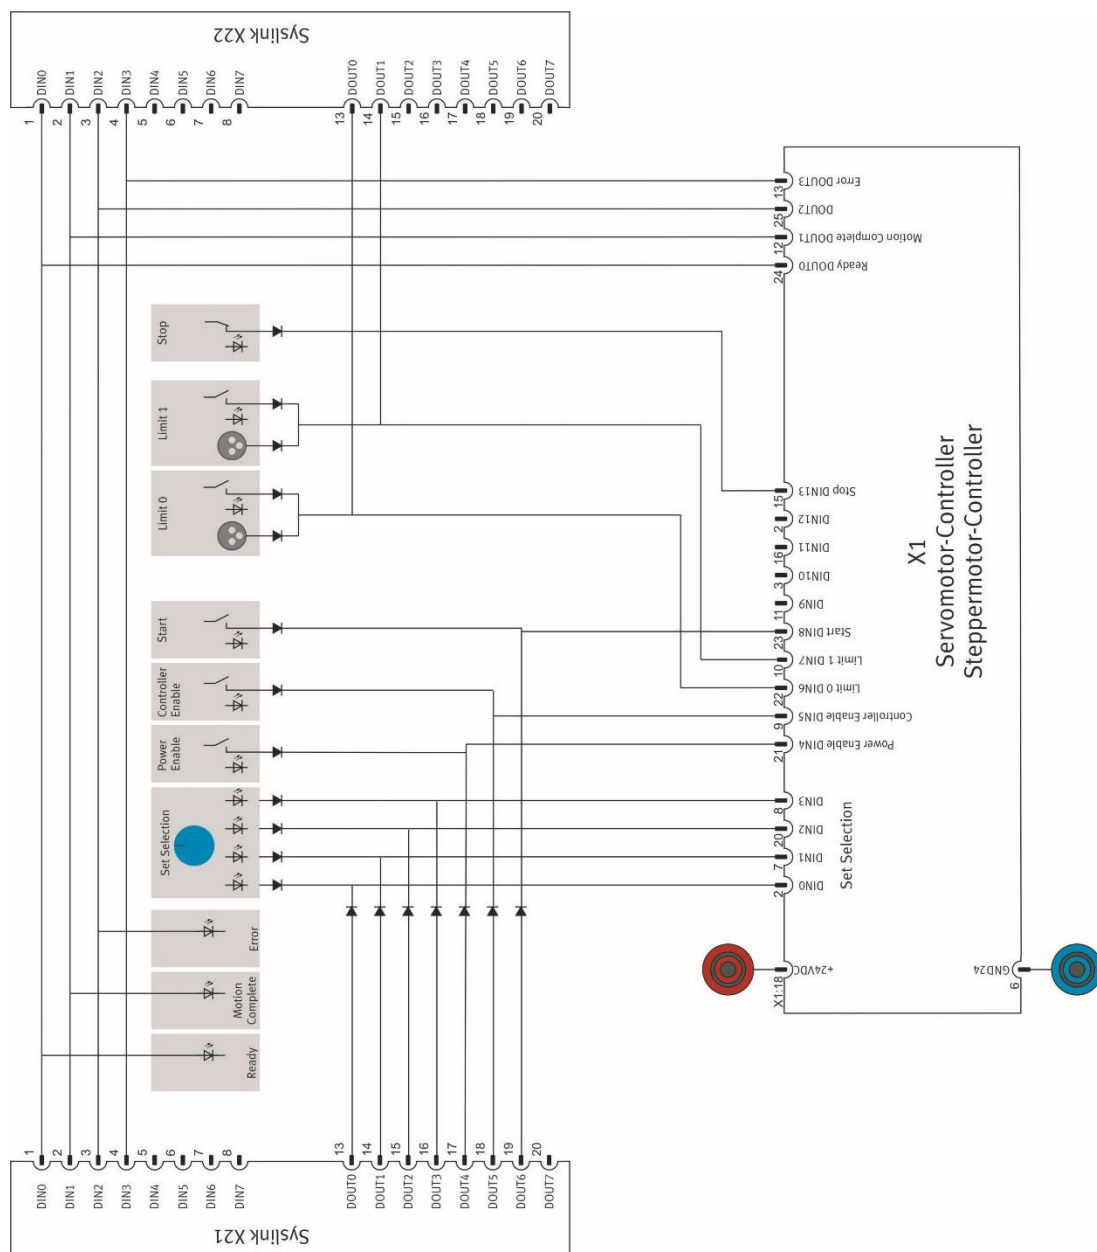 Syslink X22
DIN0
DIN1
DIN2
DIN3
DIN4
DIN5
DIN6
DIN7
DOUT0
DOUT1
DOUT2
DOUT3
DOUT4
DOUT5
DOUT6
DOUT7
1
2
3
4
5
6
7
8
13
14
15
16
17
18
19
20
Stop
Limit 1
Limit 0
Start
Controller
Enable
Power
Enable
Set Selection
Error
Motion
Complete
Ready
13
Error DOUT3
25
DOUT2
12
Motion Complete DOUT1
24
Ready DOUT0
15
Stop DIN13
2
DIN12
16
DIN11
3
DIN10
11
DIN9
23
Start DIN8
10
Limit 1 DIN7
22
Limit 0 DIN6
9
Controller Enable DIN5
21
Power Enable DIN4
8
DIN3
20
DIN2
7
DIN1
2
DIN0
Set Selection
X1
Servomotor-Controller
Steppermotor-Controller
X1:18
+24VDC
GND24
6
1
2
3
4
5
6
7
8
13
14
15
16
17
18
19
20
DIN0
DIN1
DIN2
DIN3
DIN4
DIN5
DIN6
DIN7
DOUT0
DOUT1
DOUT2
DOUT3
DOUT4
DOUT5
DOUT6
DOUT7
Syslink X21